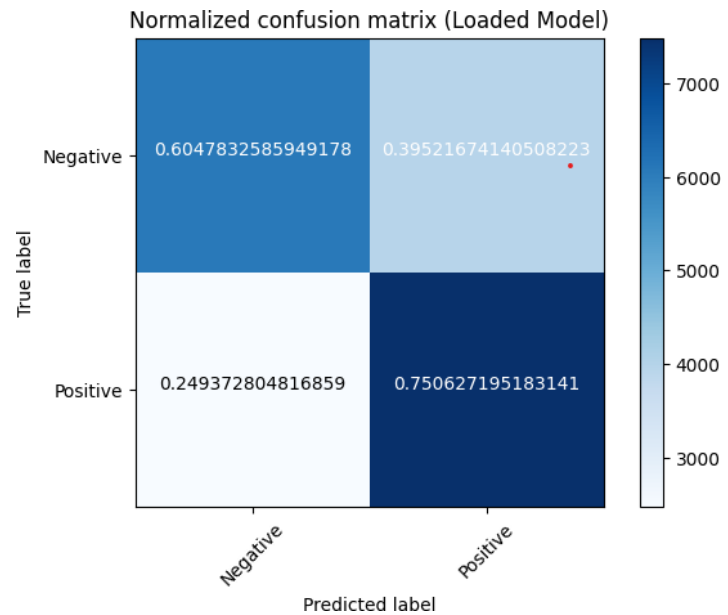 Normalized confusion matrix (Loaded Model)
Negative
0.6047832585949178
0.39521674140508223
Positive
0.249372804816859
0.750627195183141
True label
Negative
Positive
Predicted label
7000
6000
5000
4000
3000